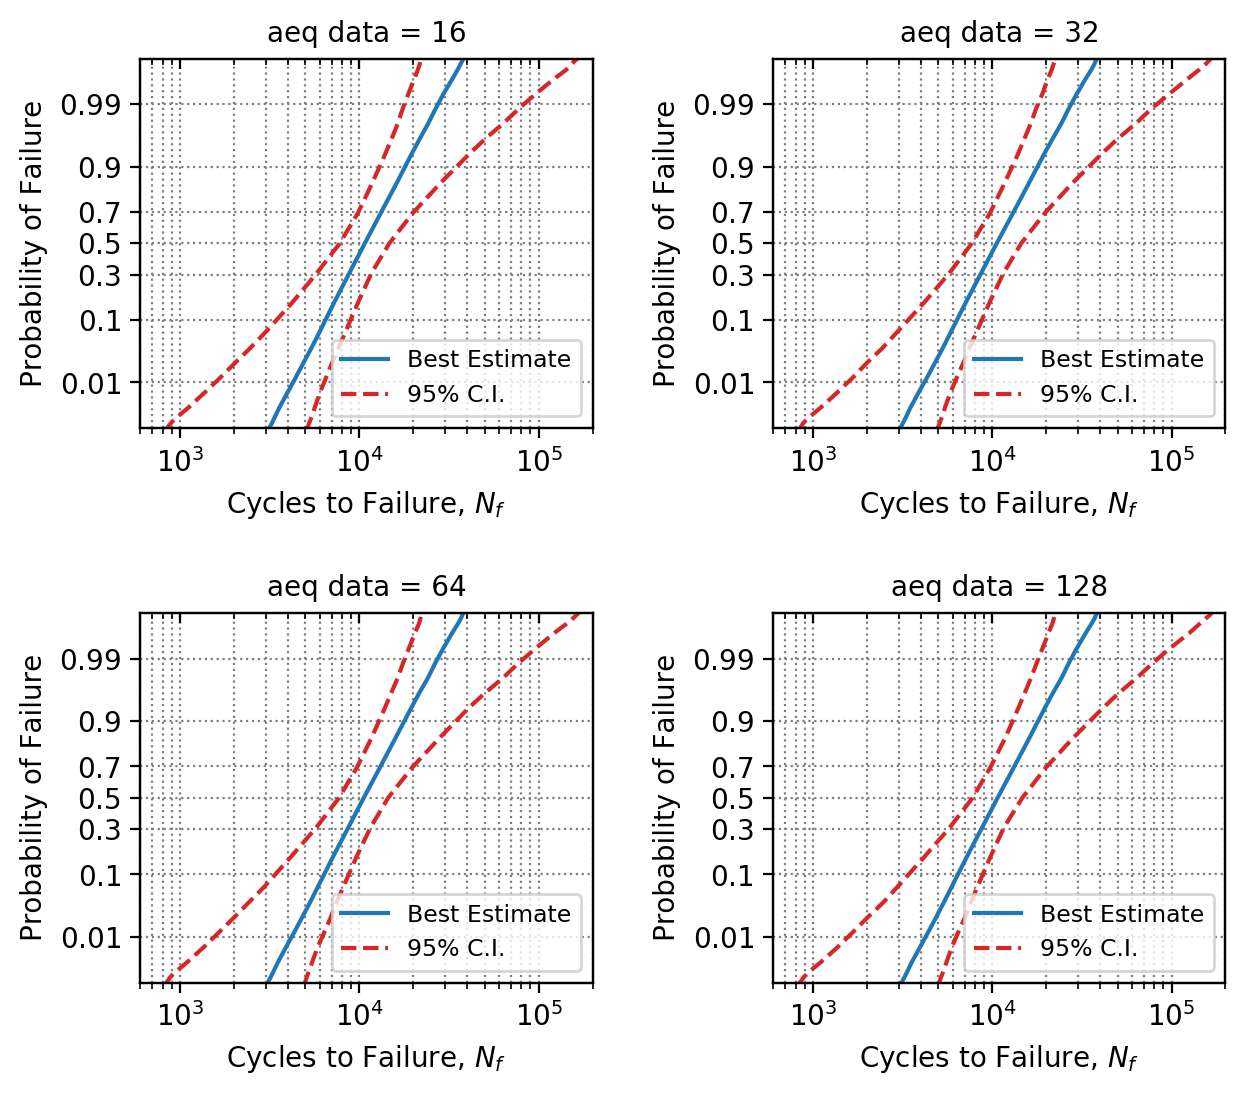 aeq data = 16
Probability of Failure
0.99
0.9
0.7
0.5
0.3
0.1
0.01
Best Estimate
95% C.I.
10³ 10⁴ 10⁵
Cycles to Failure, N_f
aeq data = 32
Probability of Failure
0.99
0.9
0.7
0.5
0.3
0.1
0.01
Best Estimate
95% C.I.
10³ 10⁴ 10⁵
Cycles to Failure, N_f
aeq data = 64
Probability of Failure
0.99
0.9
0.7
0.5
0.3
0.1
0.01
Best Estimate
95% C.I.
10³ 10⁴ 10⁵
Cycles to Failure, N_f
aeq data = 128
Probability of Failure
0.99
0.9
0.7
0.5
0.3
0.1
0.01
Best Estimate
95% C.I.
10³ 10⁴ 10⁵
Cycles to Failure, N_f